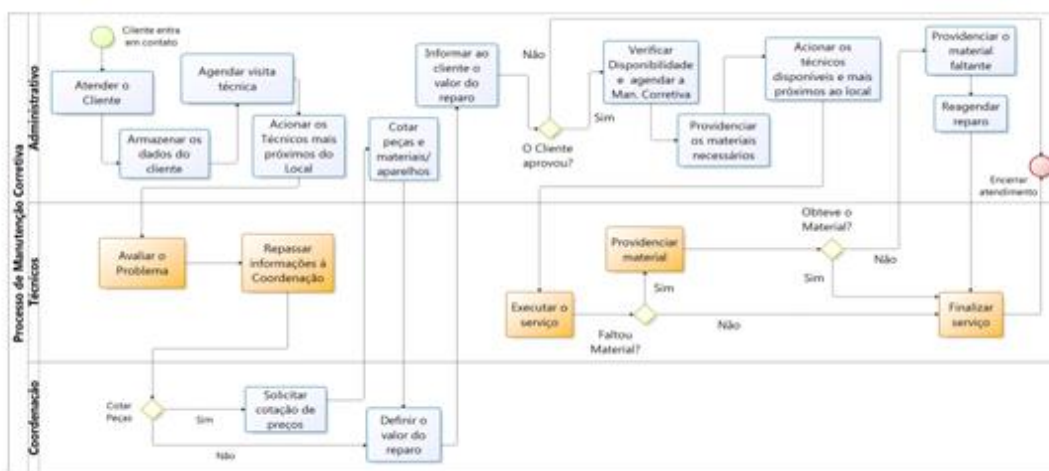 Processo de Manutenção Corretiva
Administrativo
Cliente entra
em contato
Atender o
Cliente
Armazenar os
dados do
cliente
Agendar visita
técnica
Acionar os
Técnicos mais
próximos do
Local
Cotar
peças e
materiais/
aparelhos
Informar ao
cliente o
valor do
reparo
Não
O Cliente
aprovou?
Sim
Verificar
Disponibilidade
e agendar a
Man. Corretiva
Providenciar
os materiais
necessários
Acionar os
técnicos
disponíveis e mais
próximos ao local
Providenciar o
material
faltante
Reagendar
reparo
Encerrar
atendimento
Técnicos
Avaliar o
Problema
Repassar
informações à
Coordenação
Executar o
serviço
Faltou
Material?
Sim
Não
Providenciar
material
Obteve o
Material?
Não
Sim
Finalizar
serviço
Coordenação
Cotar
Peças
Sim
Não
Solicitar
cotação de
preços
Definir o
valor do
reparo